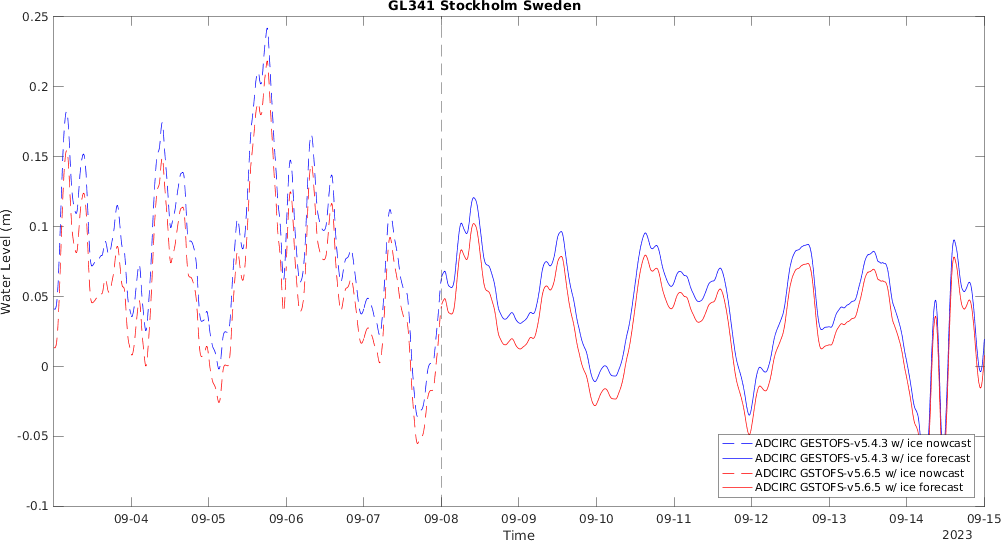 GL341 Stockholm Sweden
0.25
0.2
0.15
0.1
0.05
0
-0.05
-0.1
Water Level (m)
ADCIRC GESTOFS-v5.4.3 w/ ice nowcast
ADCIRC GESTOFS-v5.4.3 w/ ice forecast
ADCIRC GSTOFS-v5.6.5 w/ ice nowcast
ADCIRC GSTOFS-v5.6.5 w/ ice forecast
09-04 09-05 09-06 09-07 09-08 09-09 09-10 09-11 09-12 09-13 09-14 09-15
Time
2023